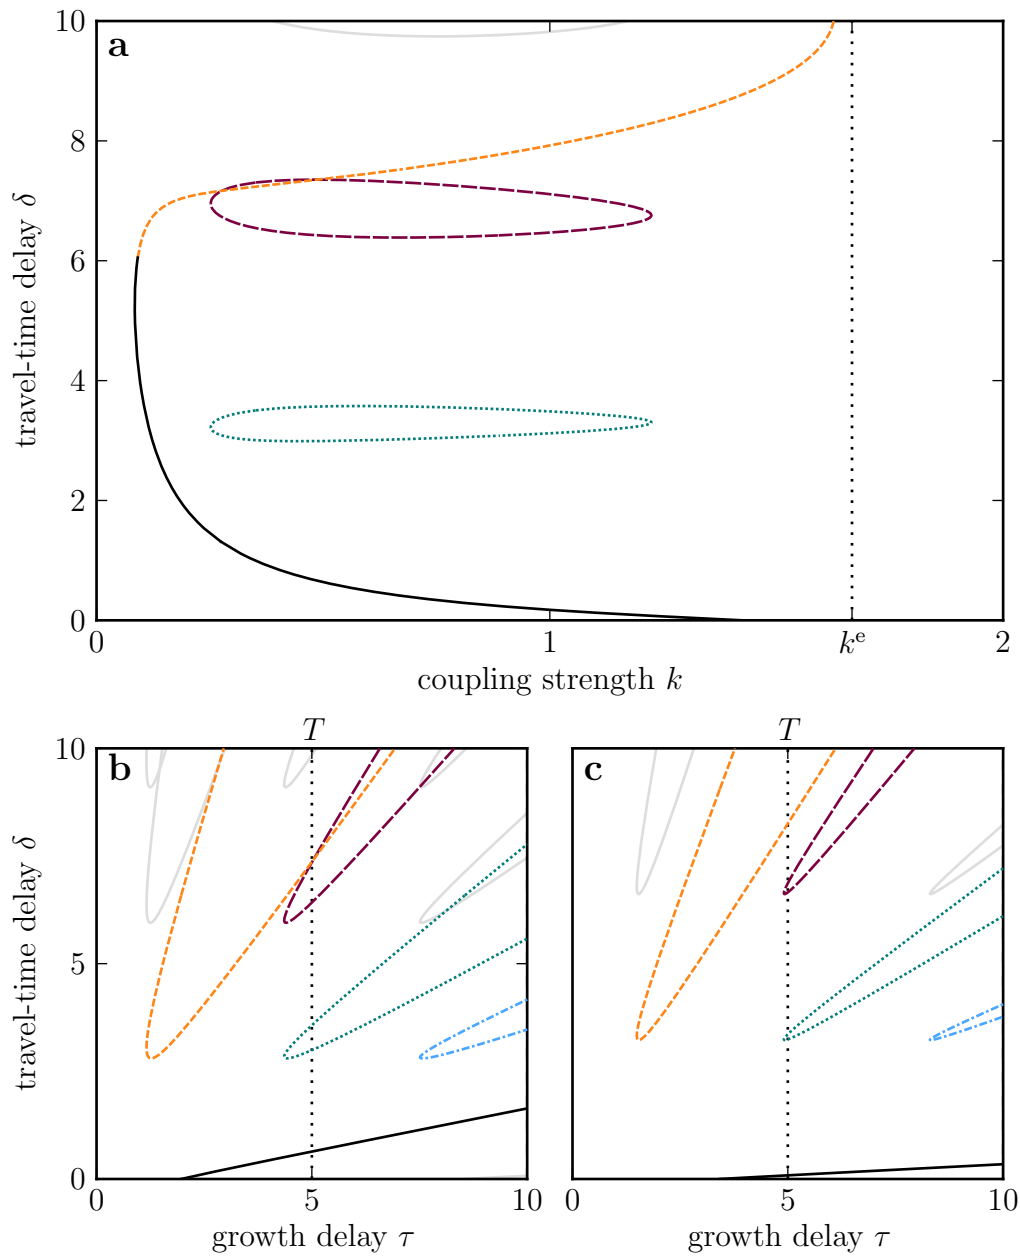 10
a
8
6
4
2
0
travel-time delay δ
0
1
kᵉ
2
coupling strength k
T
T
10
b
c
5
0
travel-time delay δ
0
5
10
0
5
10
growth delay τ
growth delay τ